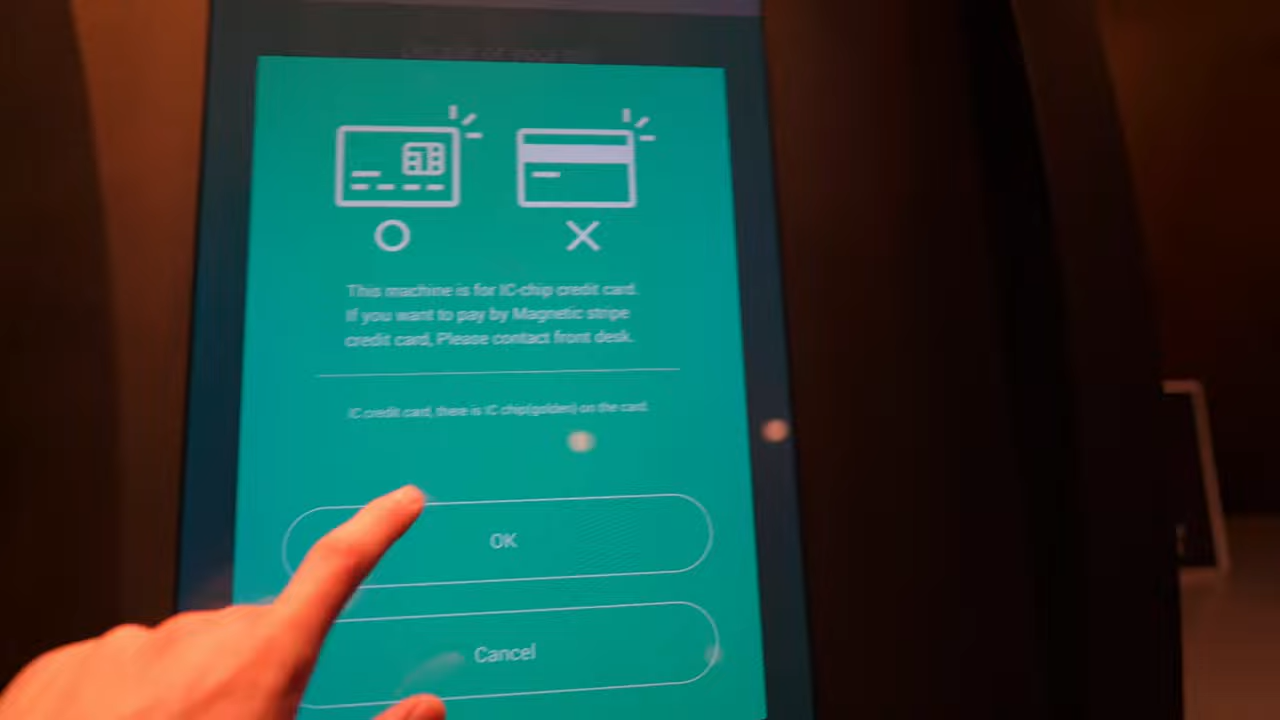 This machine is for IC-chip credit card.
If you want to pay by Magnetic stripe
credit card, Please contact front desk.
IC credit card, there is IC chip(golden) on the card.
OK
Cancel